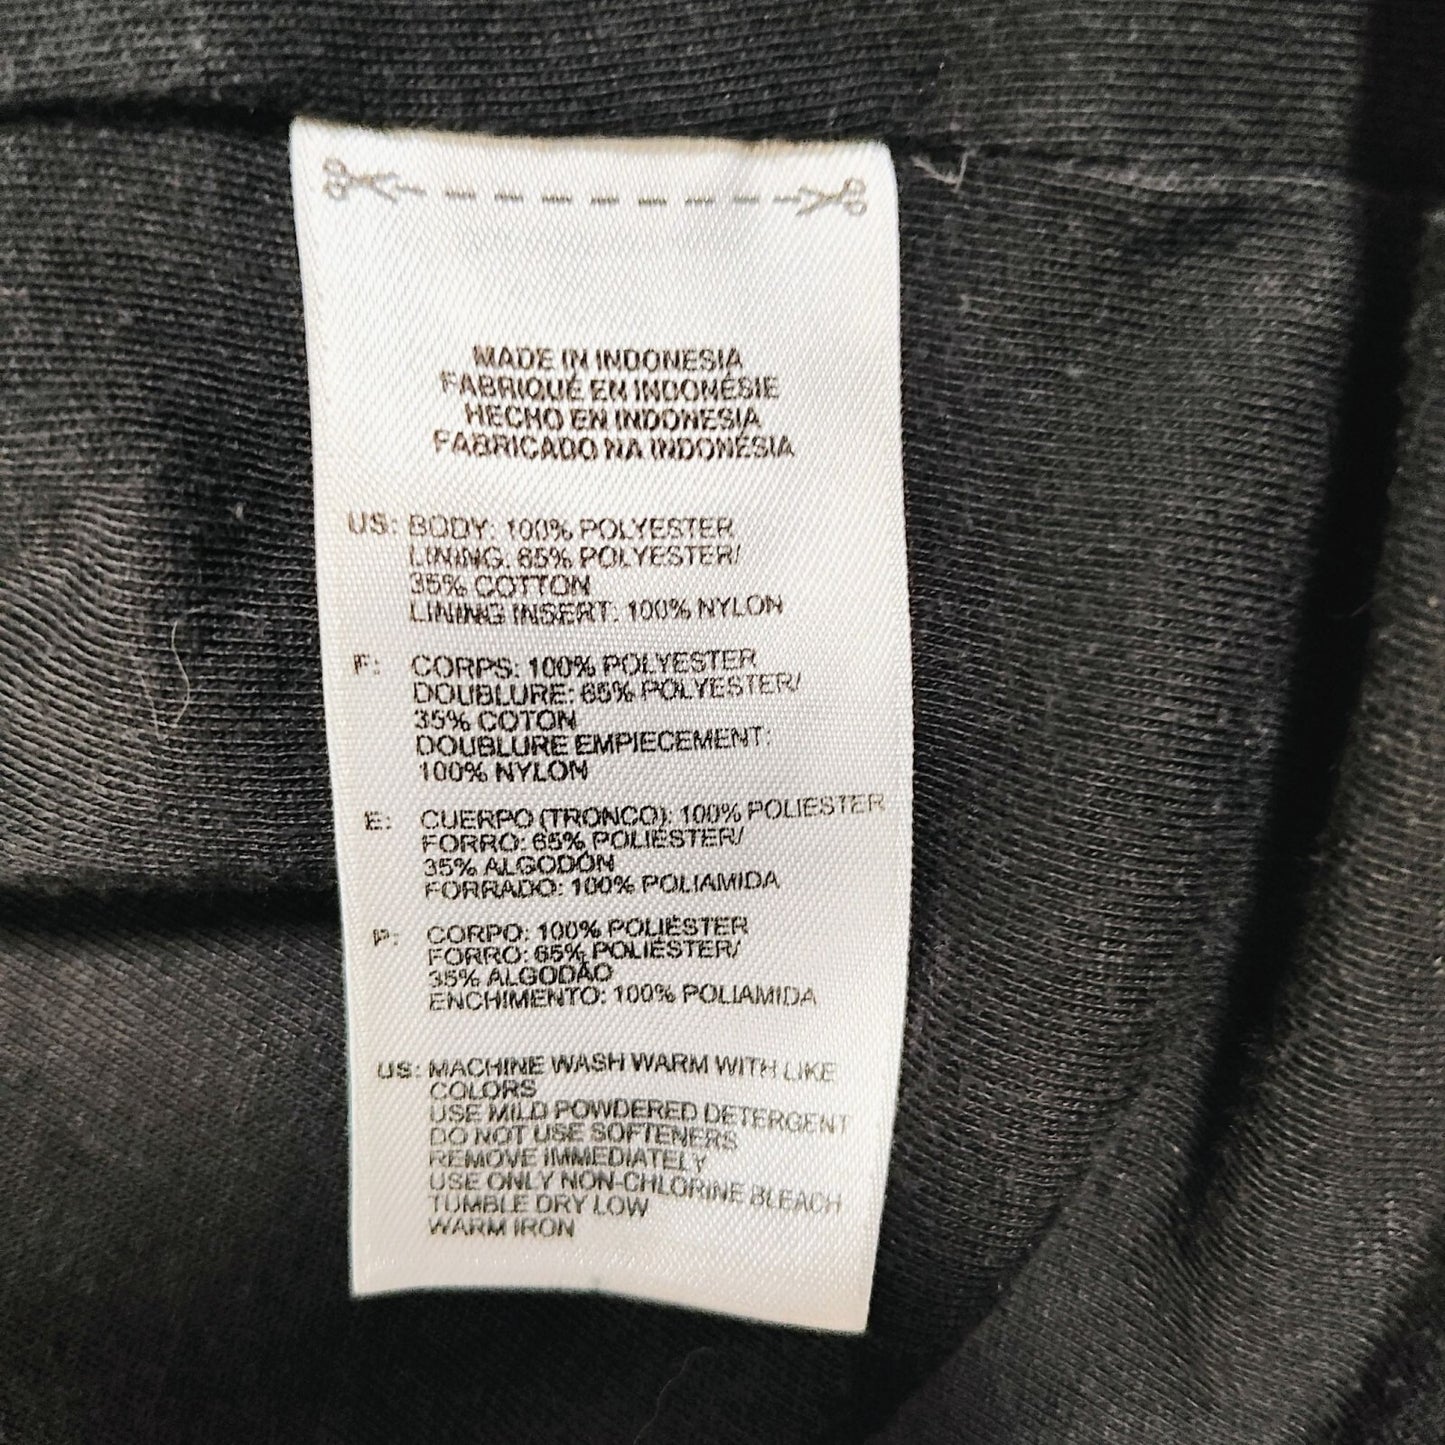 MADE IN INDONESIA
FABRIQUÉ EN INDONÉSIE
HECHO EN INDONESIA
FABRICADO NA INDONÉSIA
US: BODY: 100% POLYESTER
LINING: 65% POLYESTER/
35% COTTON
LINING INSERT: 100% NYLON
F: CORPS: 100% POLYESTER
DOUBLURE: 65% POLYESTER/
35% COTON
DOUBLURE EMPIECEMENT:
100% NYLON
E: CUERPO (TRONCO): 100% POLIESTER
FORRO: 65% POLIESTER/
35% ALGODÓN
FORRADO: 100% POLIAMIDA
P: CORPO: 100% POLIÉSTER
FORRO: 65% POLIÉSTER/
35% ALGODÃO
ENCHIMENTO: 100% POLIAMIDA
US: MACHINE WASH WARM WITH LIKE
COLORS
USE MILD POWDERED DETERGENT
DO NOT USE SOFTENERS
REMOVE IMMEDIATELY
USE ONLY NON-CHLORINE BLEACH
TUMBLE DRY LOW
WARM IRON